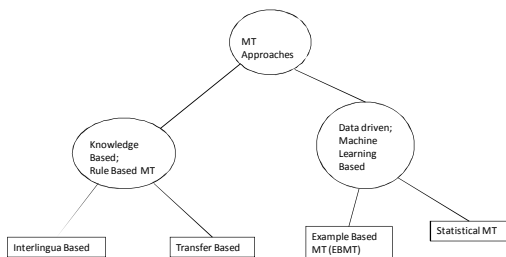 MT
Approaches
Knowledge
Based;
Rule Based MT
Data driven;
Machine
Learning
Based
Interlingua Based
Transfer Based
Example Based
MT (EBMT)
Statistical MT